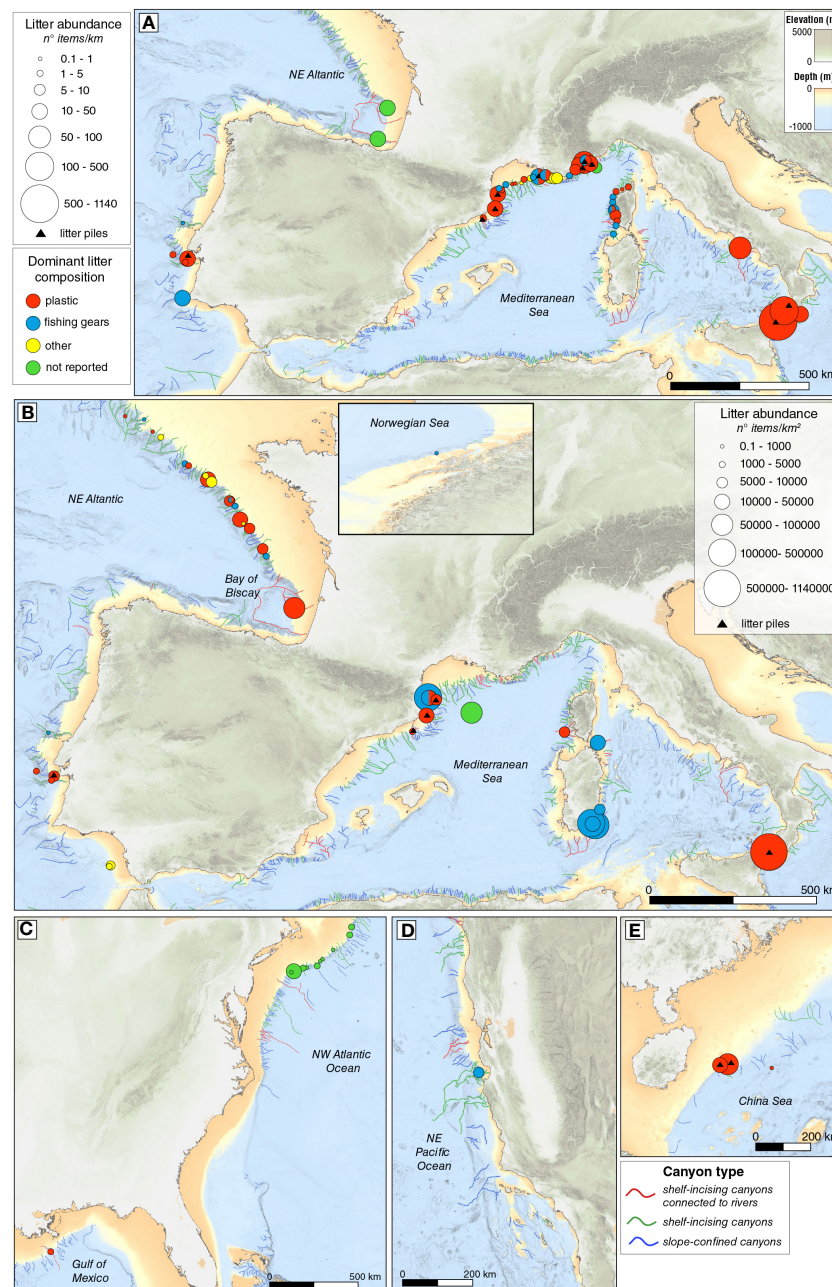 Litter abundance
n° items/km
0.1 - 1
1 - 5
5 - 10
10 - 50
50 - 100
100 - 500
500 - 1140
litter piles
Dominant litter
composition
plastic
fishing gears
other
not reported
A
NE Altantic
Mediterranean
Sea
Elevation (m
5000
0
Depth (m)
0
-1000
0
500 km
B
NE Altantic
Bay of
Biscay
Norwegian Sea
Mediterranean
Sea
Litter abundance
n° items/km²
0.1 - 1000
1000 - 5000
5000 - 10000
10000 - 50000
50000 - 100000
100000- 500000
500000- 1140000
litter piles
0
500 km
C
NW Atlantic
Ocean
Gulf of
Mexico
0
500 km
D
NE
Pacific
Ocean
0
200 km
E
China Sea
0
200 km
Canyon type
shelf-incising canyons
connected to rivers
shelf-incising canyons
slope-confined canyons